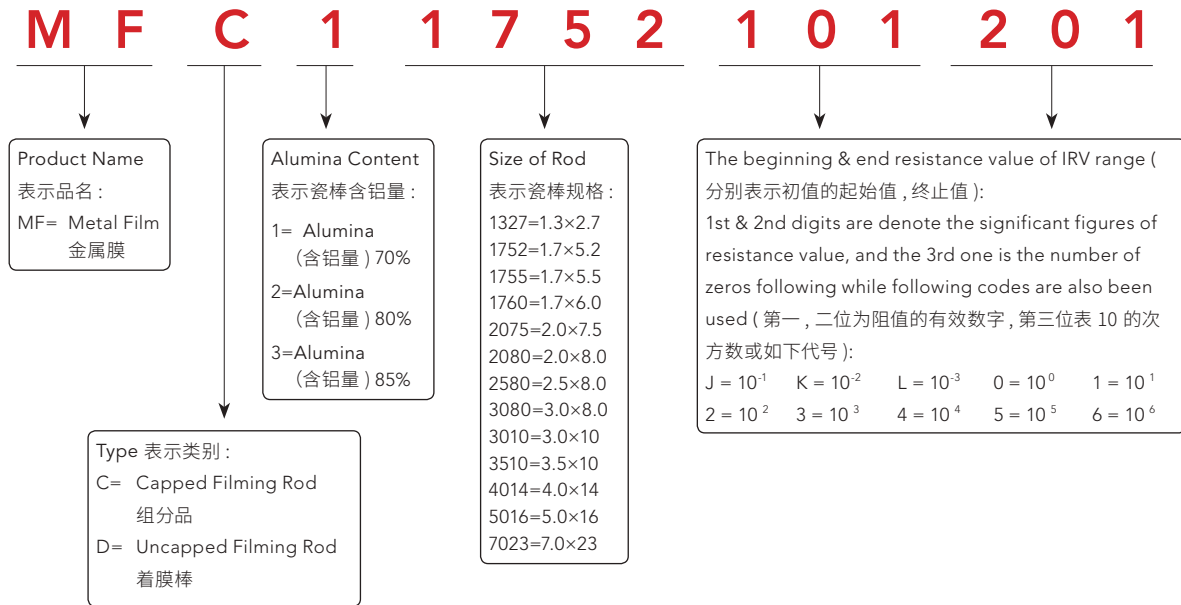 M F C 1 1 7 5 2 1 0 1 2 0 1
Product Name
表示品名 :
MF= Metal Film
金属膜
Type 表示类别 :
C= Capped Filming Rod
组分品
D= Uncapped Filming Rod
着膜棒
Alumina Content
表示瓷棒含铝量 :
1= Alumina
(含铝量 ) 70%
2=Alumina
(含铝量 ) 80%
3=Alumina
(含铝量 ) 85%
Size of Rod
表示瓷棒规格 :
1327=1.3×2.7
1752=1.7×5.2
1755=1.7×5.5
1760=1.7×6.0
2075=2.0×7.5
2080=2.0×8.0
2580=2.5×8.0
3080=3.0×8.0
3010=3.0×10
3510=3.5×10
4014=4.0×14
5016=5.0×16
7023=7.0×23
The beginning & end resistance value of IRV range (
分别表示初值的起始值 , 终止值 ):
1st & 2nd digits are denote the significant figures of
resistance value, and the 3rd one is the number of
zeros following while following codes are also been
used ( 第一 , 二位为阻值的有效数字 , 第三位表 10 的次
方数或如下代号 ):
J = 10⁻¹ K = 10⁻² L = 10⁻³ 0 = 10⁰ 1 = 10¹
2 = 10² 3 = 10³ 4 = 10⁴ 5 = 10⁵ 6 = 10⁶